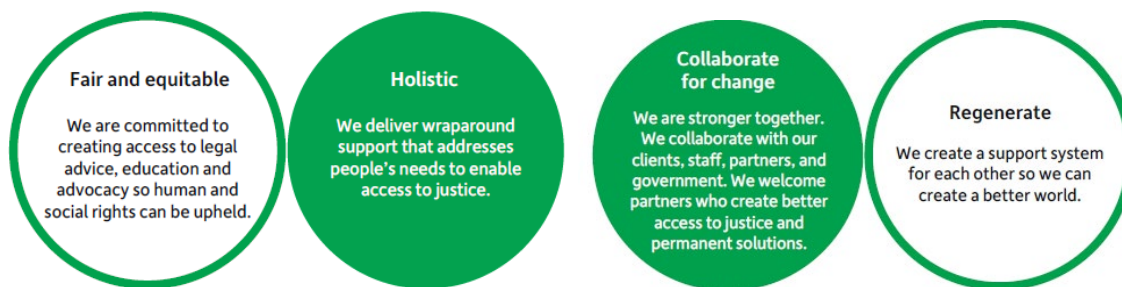 Fair and equitable
We are committed to
creating access to legal
advice, education and
advocacy so human and
social rights can be upheld.
Holistic
We deliver wraparound
support that addresses
people's needs to enable
access to justice.
Collaborate
for change
We are stronger together.
We collaborate with our
clients, staff, partners, and
government. We welcome
partners who create better
access to justice and
permanent solutions.
Regenerate
We create a support system
for each other so we can
create a better world.